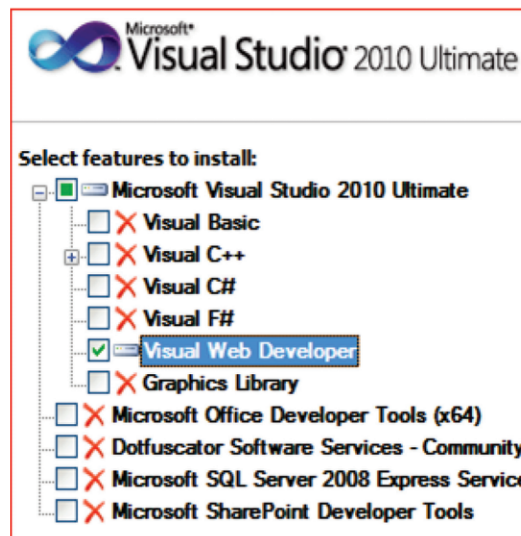 Microsoft®
Visual Studio® 2010 Ultimate
Select features to install:
Microsoft Visual Studio 2010 Ultimate
Visual Basic
Visual C++
Visual C#
Visual F#
Visual Web Developer
Graphics Library
Microsoft Office Developer Tools (x64)
Dotfuscator Software Services - Community
Microsoft SQL Server 2008 Express Service
Microsoft SharePoint Developer Tools